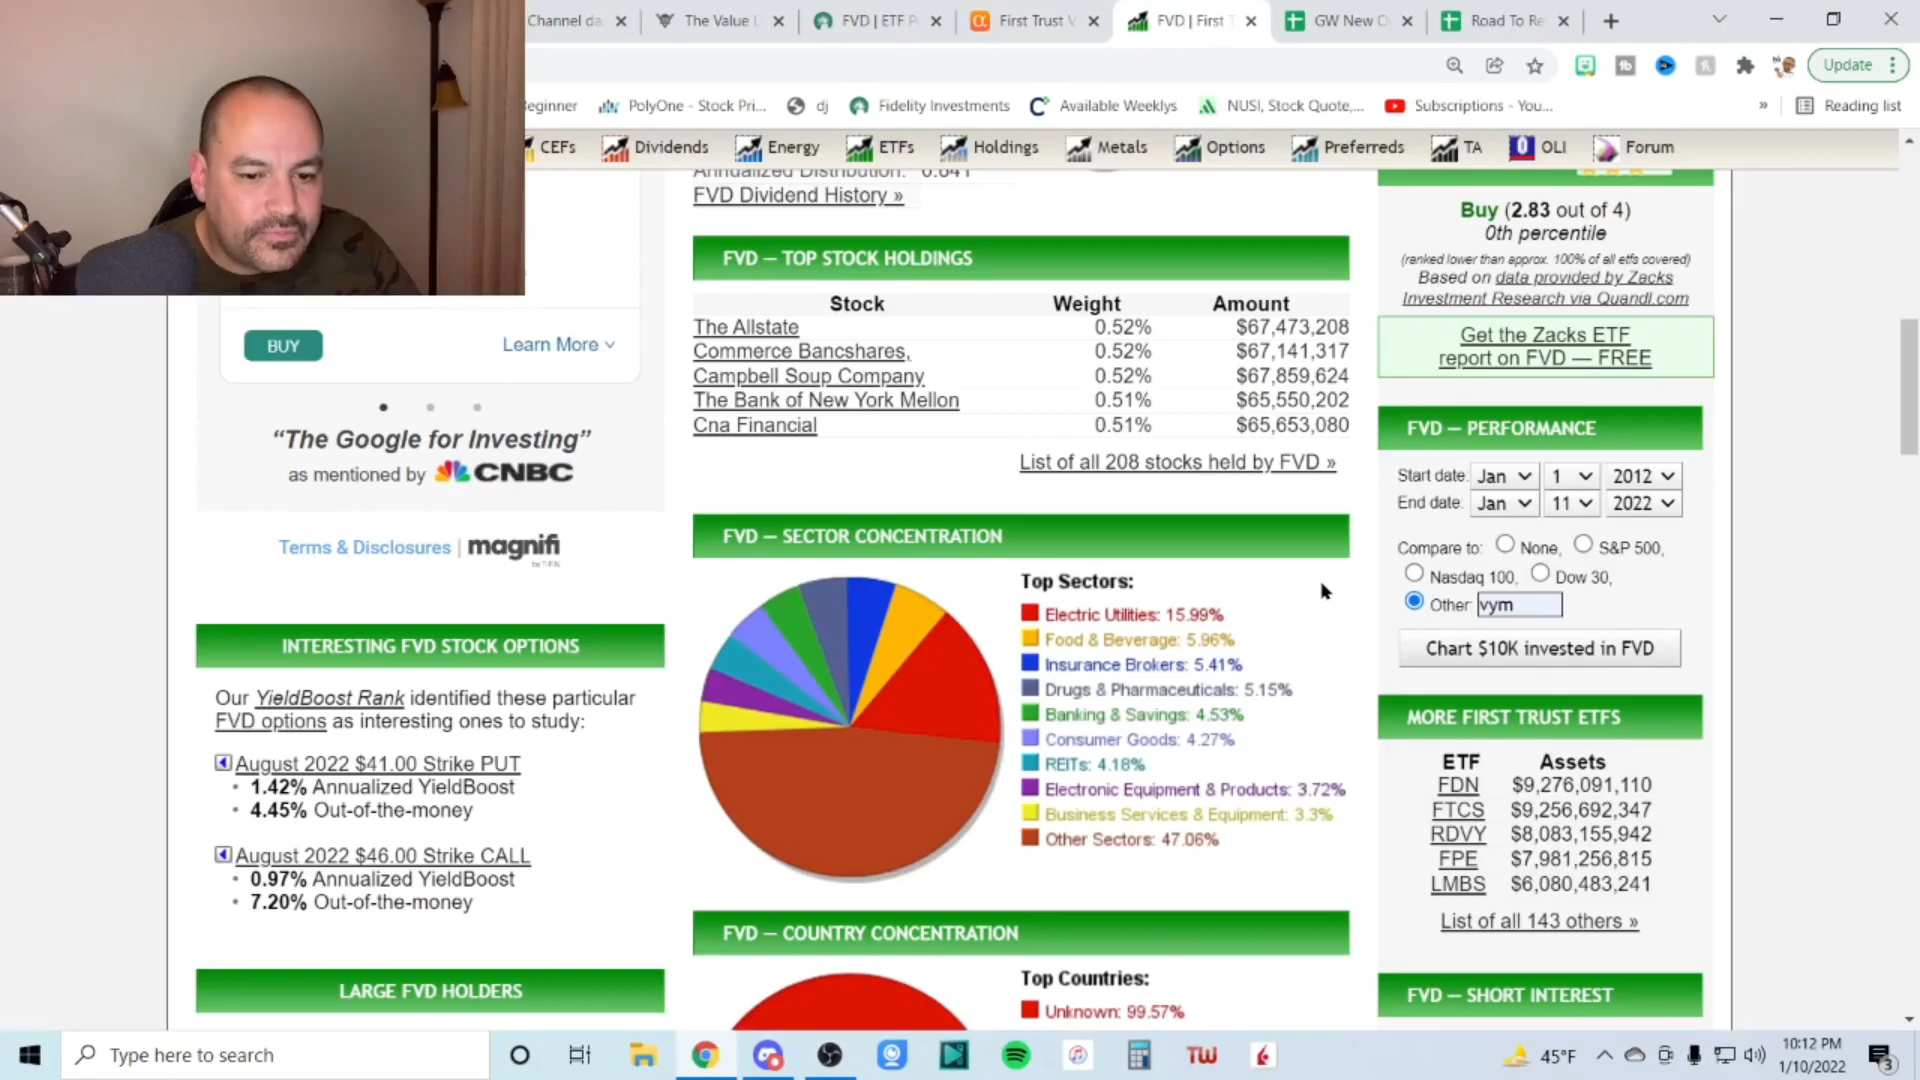 Channel da
The Value L
FVD | ETF P
First Trust V
FVD | First T
GW New O
Road To Re
Update
Beginner
PolyOne - Stock Pri...
dj
Fidelity Investments
Available Weeklys
NUSI, Stock Quote,...
Subscriptions - You...
»
Reading list
CEFs
Dividends
Energy
ETFs
Holdings
Metals
Options
Preferreds
TA
OLI
Forum
BUY
Learn More
"The Google for Investing"
as mentioned by CNBC
Terms & Disclosures | magnifi
by TIFIN
INTERESTING FVD STOCK OPTIONS
Our YieldBoost Rank identified these particular
FVD options as interesting ones to study:
August 2022 $41.00 Strike PUT
• 1.42% Annualized YieldBoost
• 4.45% Out-of-the-money
August 2022 $46.00 Strike CALL
• 0.97% Annualized YieldBoost
• 7.20% Out-of-the-money
LARGE FVD HOLDERS
Annualized Distribution: 0.641
FVD Dividend History »
FVD — TOP STOCK HOLDINGS
Stock Weight Amount
The Allstate 0.52% $67,473,208
Commerce Bancshares, 0.52% $67,141,317
Campbell Soup Company 0.52% $67,859,624
The Bank of New York Mellon 0.51% $65,550,202
Cna Financial 0.51% $65,653,080
List of all 208 stocks held by FVD »
FVD — SECTOR CONCENTRATION
Top Sectors:
Electric Utilities: 15.99%
Food & Beverage: 5.96%
Insurance Brokers: 5.41%
Drugs & Pharmaceuticals: 5.15%
Banking & Savings: 4.53%
Consumer Goods: 4.27%
REITs: 4.18%
Electronic Equipment & Products: 3.72%
Business Services & Equipment: 3.3%
Other Sectors: 47.06%
FVD — COUNTRY CONCENTRATION
Top Countries:
Unknown: 99.57%
Buy (2.83 out of 4)
0th percentile
(ranked lower than approx. 100% of all etfs covered)
Based on data provided by Zacks
Investment Research via Quandl.com
Get the Zacks ETF
report on FVD — FREE
FVD — PERFORMANCE
Start date: Jan 1 2012
End date: Jan 11 2022
Compare to: None, S&P 500,
Nasdaq 100, Dow 30,
Other: vym
Chart $10K invested in FVD
MORE FIRST TRUST ETFS
ETF Assets
FDN $9,276,091,110
FTCS $9,256,692,347
RDVY $8,083,155,942
FPE $7,981,256,815
LMBS $6,080,483,241
List of all 143 others »
FVD — SHORT INTEREST
Type here to search
TW
45°F
10:12 PM
1/10/2022
3